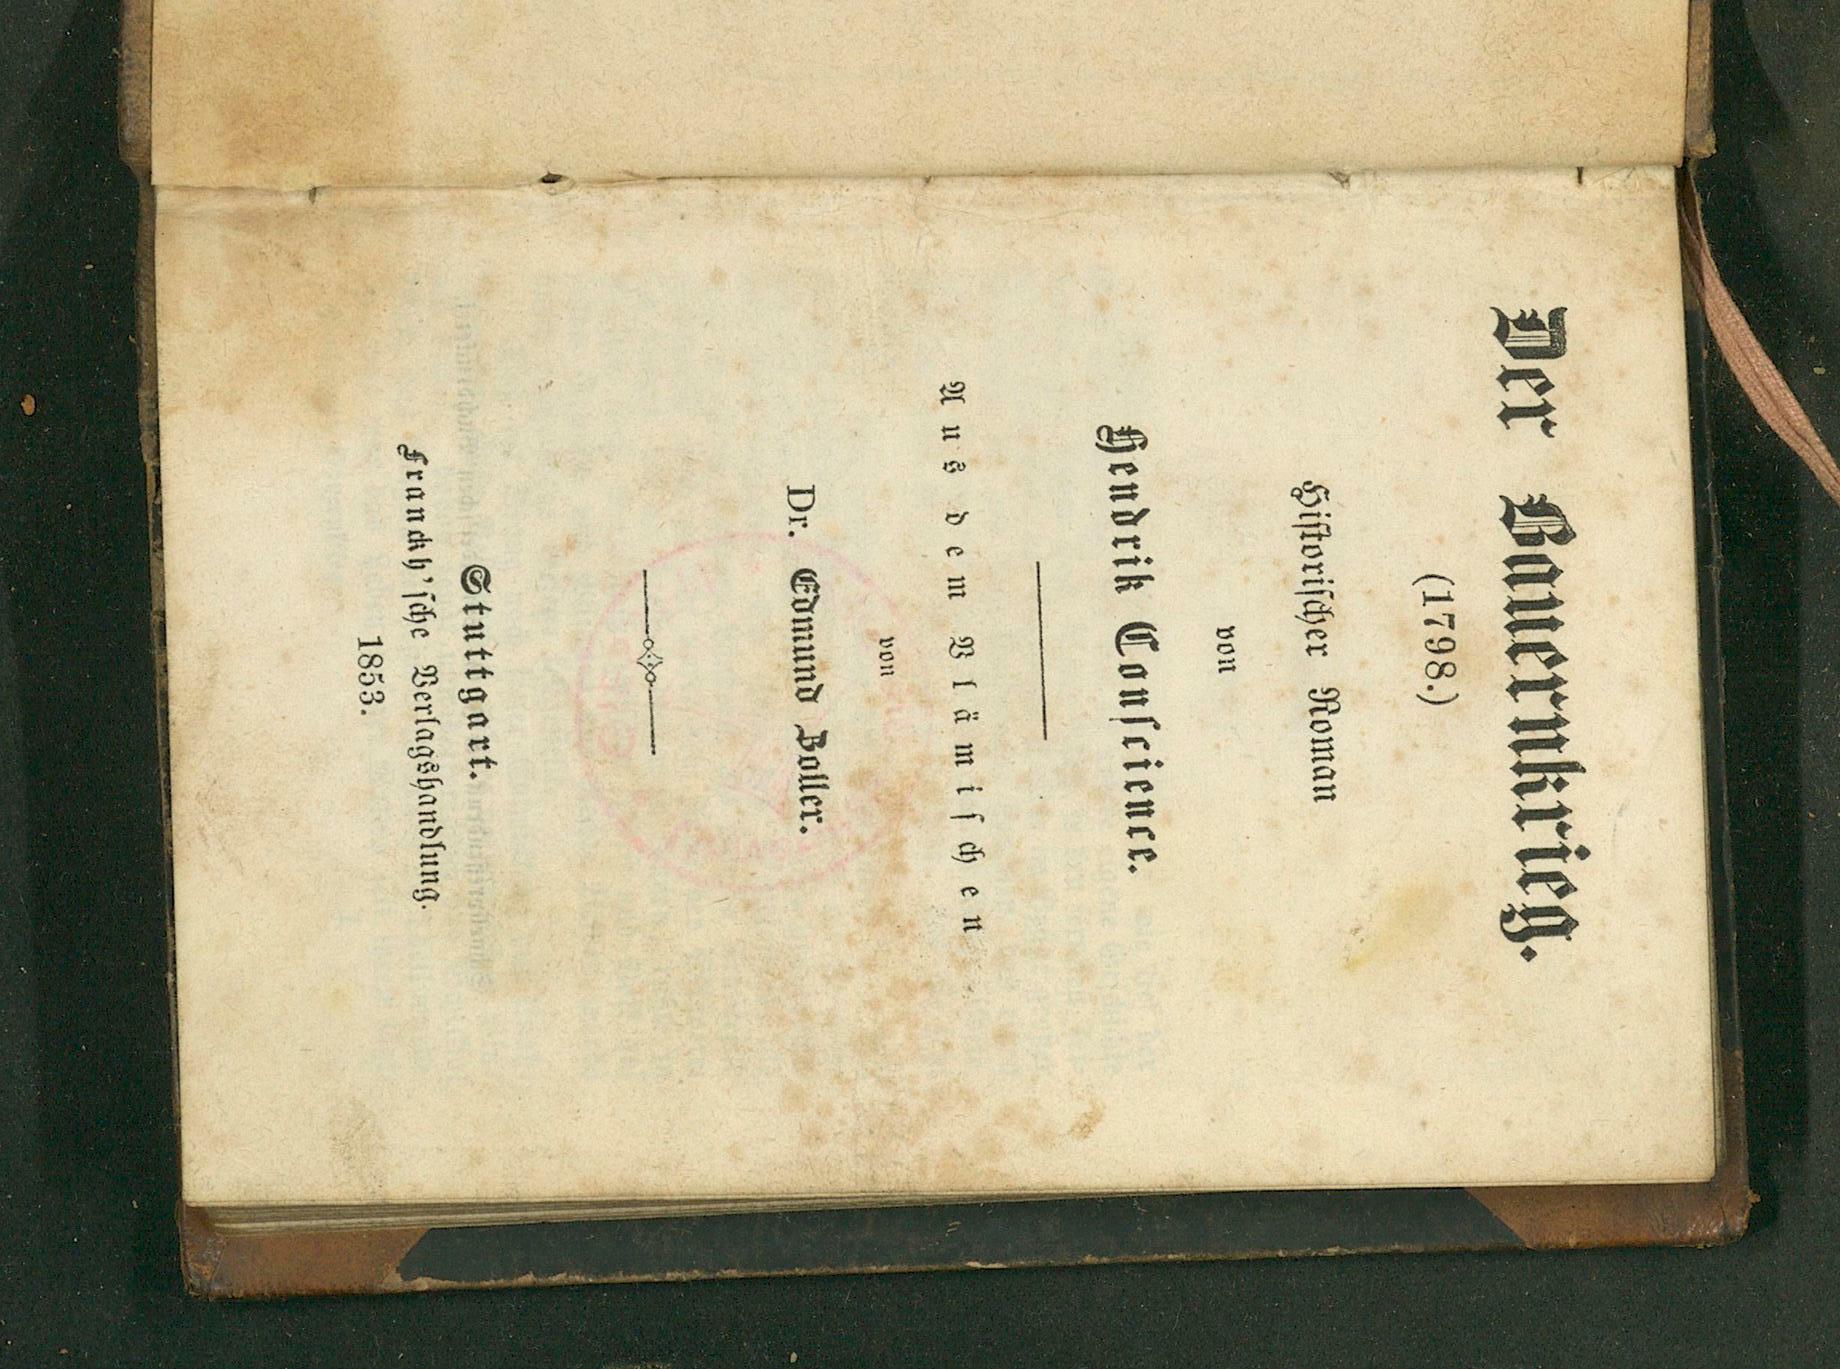 Der Bauernkrieg.
(1798.)
Hiſtoriſcher Roman
von
Hendrik Conſcience.
Aus dem Vlämiſchen
von
Dr. Edmund Zoller.
Stuttgart.
Franckh'ſche Verlagshandlung.
1853.